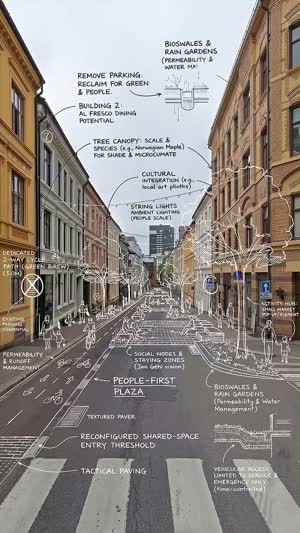 BIOSWALES &
RAIN GARDENS
(PERMEABILITY &
WATER
REMOVE PARKING.
RECLAIM FOR GREEN
& PEOPLE.
BUILDING 2:
AL FRESCO DINING
POTENTIAL
TREE CANOPY: SCALE &
SPECIES (e.g. Norwegian Maple)
FOR SHADE & MICROCLIMATE
CULTURAL
INTEGRATION (e.g.,
local art plinths)
STRING LIGHTS
AMBIENT LIGHTING
(PEOPLE SCALE)
DEDICATED
2-WAY CYCLE
PATH
EXISTING
PARKING
ACTIVITY-HUB:
SMALL MARKET
ELEMENT
PERMEABILITY &
RUNOFF
MANAGEMENT
SOCIAL NODES &
STAYING ZONES
(Jan Gehl vision)
PEOPLE-FIRST
PLAZA
BIOSWALES &
RAIN GARDENS
(Permeability & Water
Management)
TEXTURED PAVER
RECONFIGURED SHARED-SPACE
ENTRY THRESHOLD
TACTICAL PAVING
VEHICULAR ACCESS
LIMITED TO SERVICE &
EMERGENCY ONLY
(time-controlled)